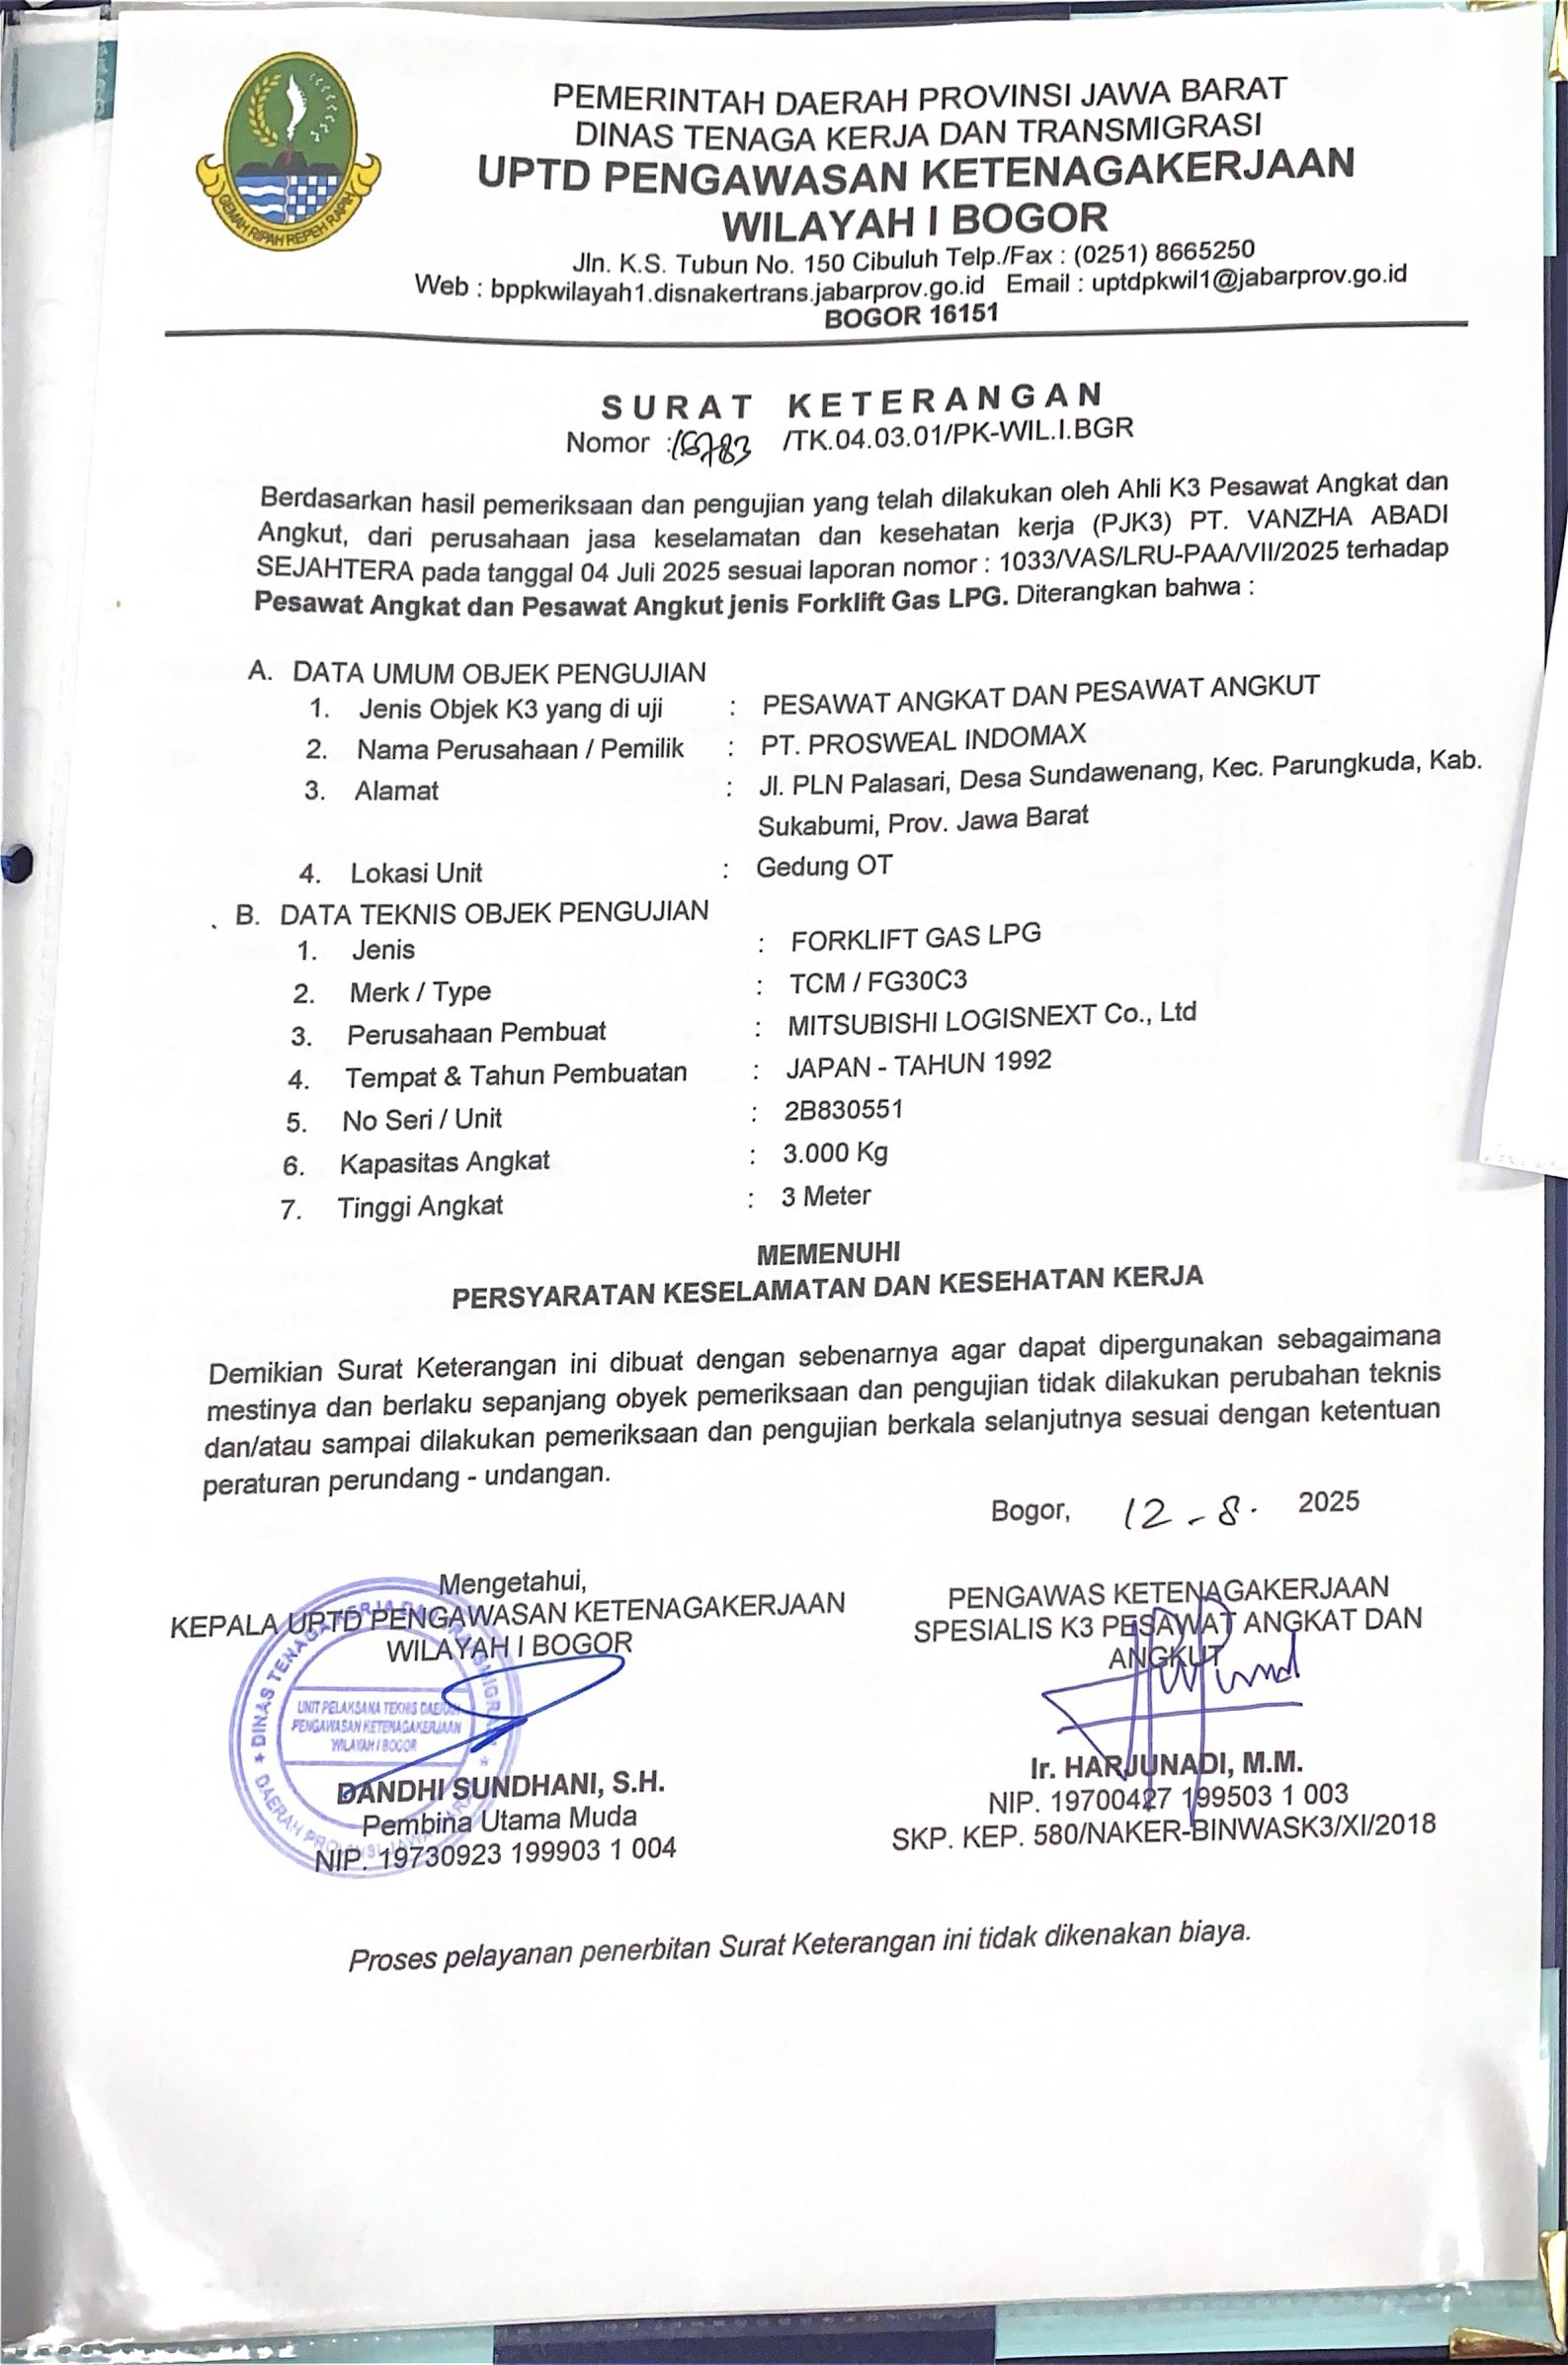 PEMERINTAH DAERAH PROVINSI JAWA BARAT
DINAS TENAGA KERJA DAN TRANSMIGRASI
UPTD PENGAWASAN KETENAGAKERJAAN
WILAYAH I BOGOR
GEMAH RIPAH REPEH RAPIH
Jln. K.S. Tubun No. 150 Cibuluh Telp./Fax : (0251) 8665250
Web : bppkwilayah1.disnakertrans.jabarprov.go.id Email : uptdpkwil1@jabarprov.go.id
BOGOR 16151
SURAT KETERANGAN
Nomor :16783 /TK.04.03.01/PK-WIL.I.BGR
Berdasarkan hasil pemeriksaan dan pengujian yang telah dilakukan oleh Ahli K3 Pesawat Angkat dan
Angkut, dari perusahaan jasa keselamatan dan kesehatan kerja (PJK3) PT. VANZHA ABADI
SEJAHTERA pada tanggal 04 Juli 2025 sesuai laporan nomor : 1033/VAS/LRU-PAA/VII/2025 terhadap
Pesawat Angkat dan Pesawat Angkut jenis Forklift Gas LPG. Diterangkan bahwa :
A. DATA UMUM OBJEK PENGUJIAN
1. Jenis Objek K3 yang di uji : PESAWAT ANGKAT DAN PESAWAT ANGKUT
2. Nama Perusahaan / Pemilik : PT. PROSWEAL INDOMAX
3. Alamat : Jl. PLN Palasari, Desa Sundawenang, Kec. Parungkuda, Kab.
Sukabumi, Prov. Jawa Barat
4. Lokasi Unit : Gedung OT
B. DATA TEKNIS OBJEK PENGUJIAN
1. Jenis : FORKLIFT GAS LPG
2. Merk / Type : TCM / FG30C3
3. Perusahaan Pembuat : MITSUBISHI LOGISNEXT Co., Ltd
4. Tempat & Tahun Pembuatan : JAPAN - TAHUN 1992
5. No Seri / Unit : 2B830551
6. Kapasitas Angkat : 3.000 Kg
7. Tinggi Angkat : 3 Meter
MEMENUHI
PERSYARATAN KESELAMATAN DAN KESEHATAN KERJA
Demikian Surat Keterangan ini dibuat dengan sebenarnya agar dapat dipergunakan sebagaimana
mestinya dan berlaku sepanjang obyek pemeriksaan dan pengujian tidak dilakukan perubahan teknis
dan/atau sampai dilakukan pemeriksaan dan pengujian berkala selanjutnya sesuai dengan ketentuan
peraturan perundang - undangan.
Bogor, 12 - 8 . 2025
Mengetahui,
KEPALA UPTD PENGAWASAN KETENAGAKERJAAN
WILAYAH I BOGOR
DINAS TENAGA KERJA DAN TRANSMIGRASI
UNIT PELAKSANA TEKNIS DAERAH
PENGAWASAN KETENAGAKERJAAN
WILAYAH I BOGOR
DAERAH PROVINSI JAWA BARAT
DANDHI SUNDHANI, S.H.
Pembina Utama Muda
NIP. 19730923 199903 1 004
PENGAWAS KETENAGAKERJAAN
SPESIALIS K3 PESAWAT ANGKAT DAN
ANGKUT
Ir. HARJUNADI, M.M.
NIP. 19700427 199503 1 003
SKP. KEP. 580/NAKER-BINWASK3/XI/2018
Proses pelayanan penerbitan Surat Keterangan ini tidak dikenakan biaya.